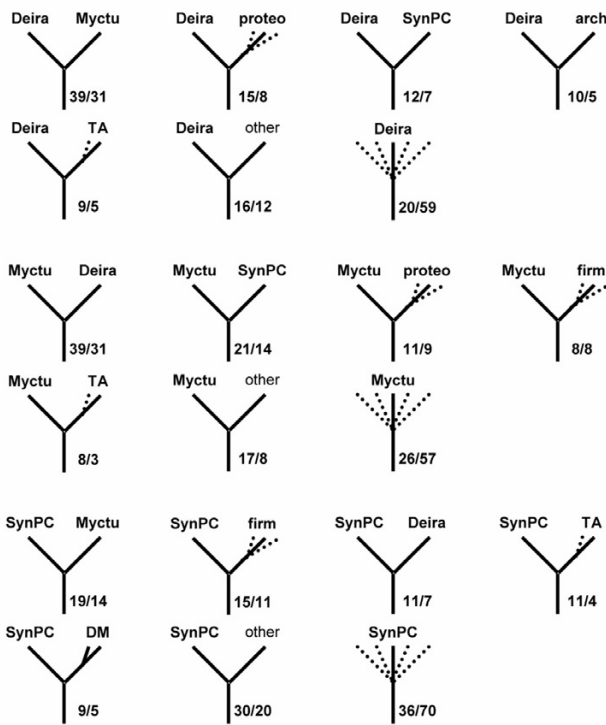 Deira Myctu Deira proteo Deira SynPC Deira arch
39/31 15/8 12/7 10/5
Deira TA Deira other Deira
9/5 16/12 20/59
Myctu Deira Myctu SynPC Myctu proteo Myctu firm
39/31 21/14 11/9 8/8
Myctu TA Myctu other Myctu
8/3 17/8 26/57
SynPC Myctu SynPC firm SynPC Deira SynPC TA
19/14 15/11 11/7 11/4
SynPC DM SynPC other SynPC
9/5 30/20 36/70